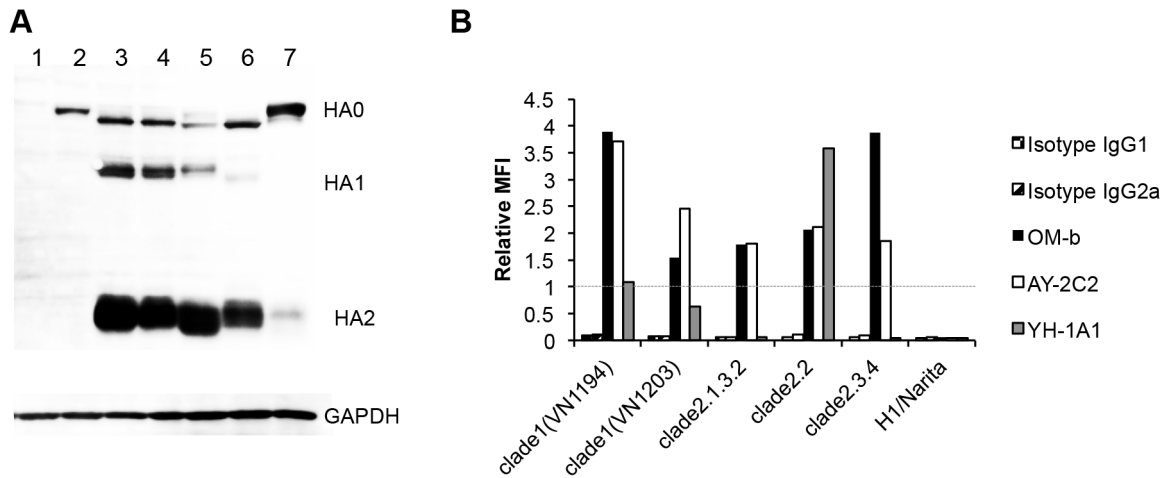 A
1 2 3 4 5 6 7
HA0
HA1
HA2
GAPDH
B
Relative MFI
4.5
4
3.5
3
2.5
2
1.5
1
0.5
0
clade1(VN1194)
clade1(VN1203)
clade2.1.3.2
clade2.2
clade2.3.4
H1/Narita
Isotype IgG1
Isotype IgG2a
OM-b
AY-2C2
YH-1A1